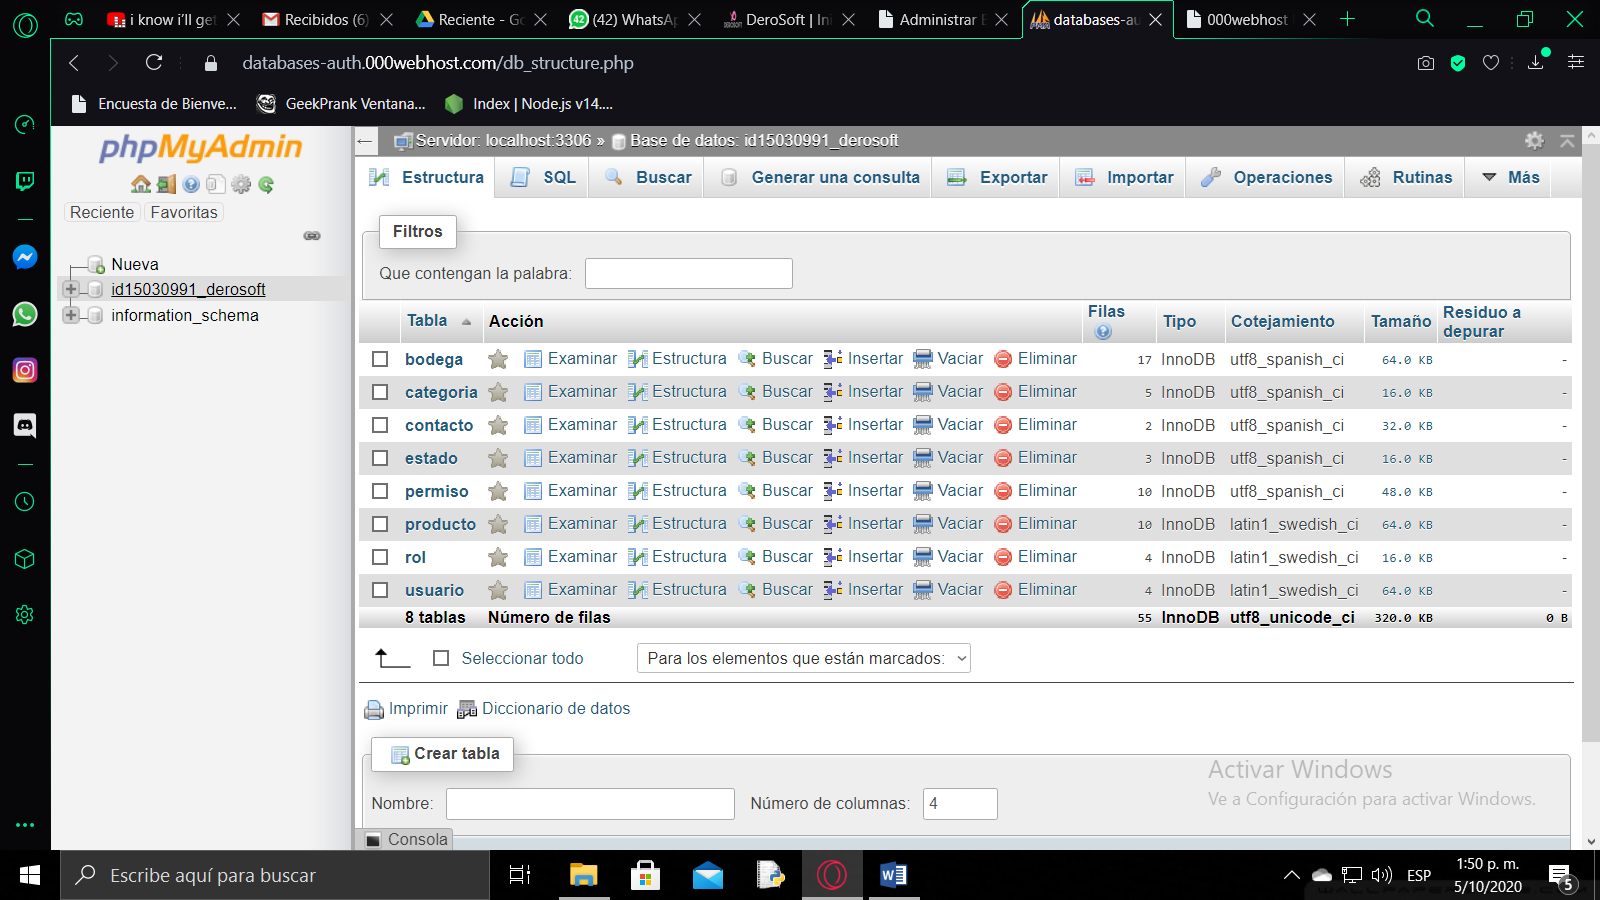 i know i'll get
Recibidos (6)
Reciente - Go
(42) WhatsAp
DeroSoft | Ini
Administrar B
databases-au
000webhost
databases-auth.000webhost.com/db_structure.php
Encuesta de Bienve...
GeekPrank Ventana...
Index | Node.js v14....
phpMyAdmin
Reciente
Favoritas
Nueva
id15030991_derosoft
information_schema
Servidor: localhost:3306 » Base de datos: id15030991_derosoft
Estructura SQL Buscar Generar una consulta Exportar Importar Operaciones Rutinas Más
Filtros
Que contengan la palabra:
Tabla Acción Filas Tipo Cotejamiento Tamaño Residuo a depurar
bodega Examinar Estructura Buscar Insertar Vaciar Eliminar 17 InnoDB utf8_spanish_ci 64.0 KB -
categoria Examinar Estructura Buscar Insertar Vaciar Eliminar 5 InnoDB utf8_spanish_ci 16.0 KB -
contacto Examinar Estructura Buscar Insertar Vaciar Eliminar 2 InnoDB utf8_spanish_ci 32.0 KB -
estado Examinar Estructura Buscar Insertar Vaciar Eliminar 3 InnoDB utf8_spanish_ci 16.0 KB -
permiso Examinar Estructura Buscar Insertar Vaciar Eliminar 10 InnoDB utf8_spanish_ci 48.0 KB -
producto Examinar Estructura Buscar Insertar Vaciar Eliminar 10 InnoDB latin1_swedish_ci 64.0 KB -
rol Examinar Estructura Buscar Insertar Vaciar Eliminar 4 InnoDB latin1_swedish_ci 16.0 KB -
usuario Examinar Estructura Buscar Insertar Vaciar Eliminar 4 InnoDB latin1_swedish_ci 64.0 KB -
8 tablas Número de filas 55 InnoDB utf8_unicode_ci 320.0 KB 0 B
Seleccionar todo Para los elementos que están marcados:
Imprimir Diccionario de datos
Crear tabla
Nombre: Número de columnas: 4
Consola
Activar Windows
Ve a Configuración para activar Windows.
Escribe aquí para buscar
ESP
1:50 p. m.
5/10/2020
5